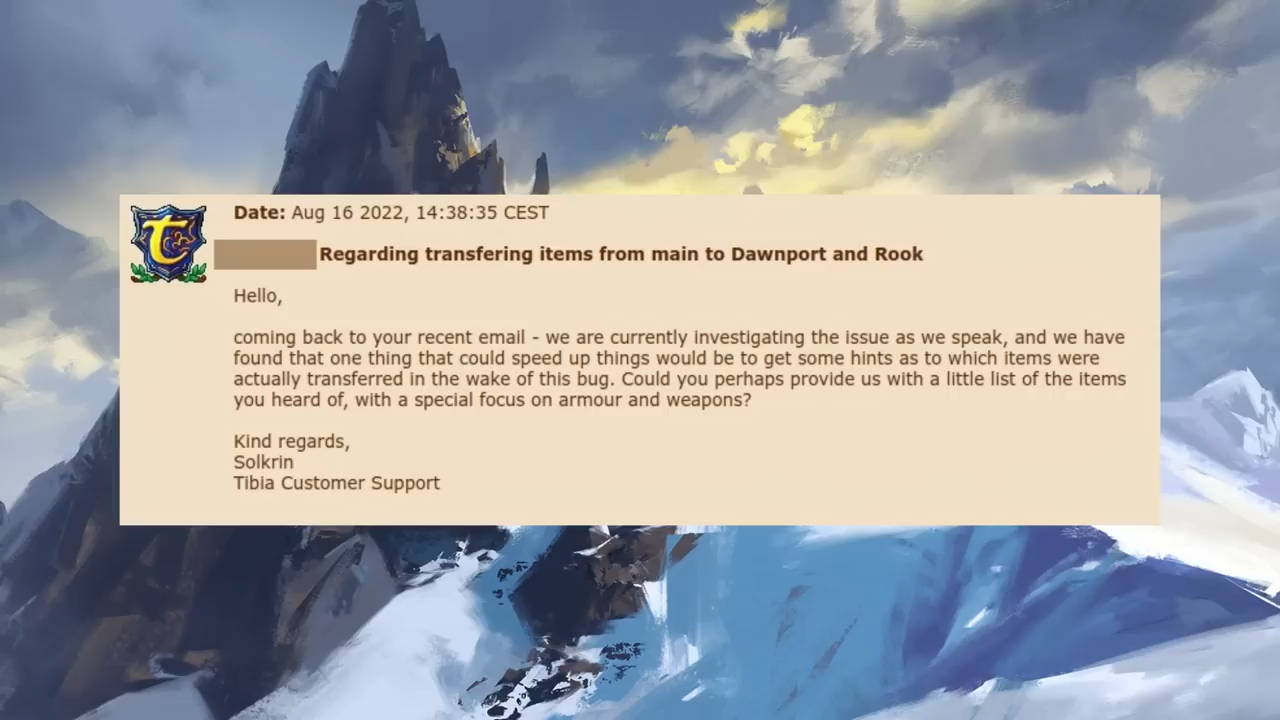 Date: Aug 16 2022, 14:38:35 CEST
Regarding transfering items from main to Dawnport and Rook
Hello,
coming back to your recent email - we are currently investigating the issue as we speak, and we have
found that one thing that could speed up things would be to get some hints as to which items were
actually transferred in the wake of this bug. Could you perhaps provide us with a little list of the items
you heard of, with a special focus on armour and weapons?
Kind regards,
Solkrin
Tibia Customer Support